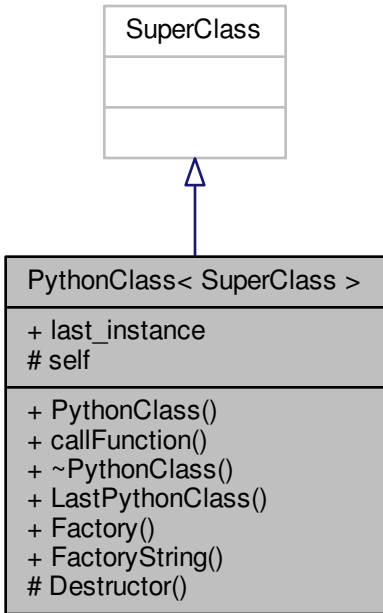 SuperClass
PythonClass< SuperClass >
+ last_instance
# self
+ PythonClass()
+ callFunction()
+ ~PythonClass()
+ LastPythonClass()
+ Factory()
+ FactoryString()
# Destructor()